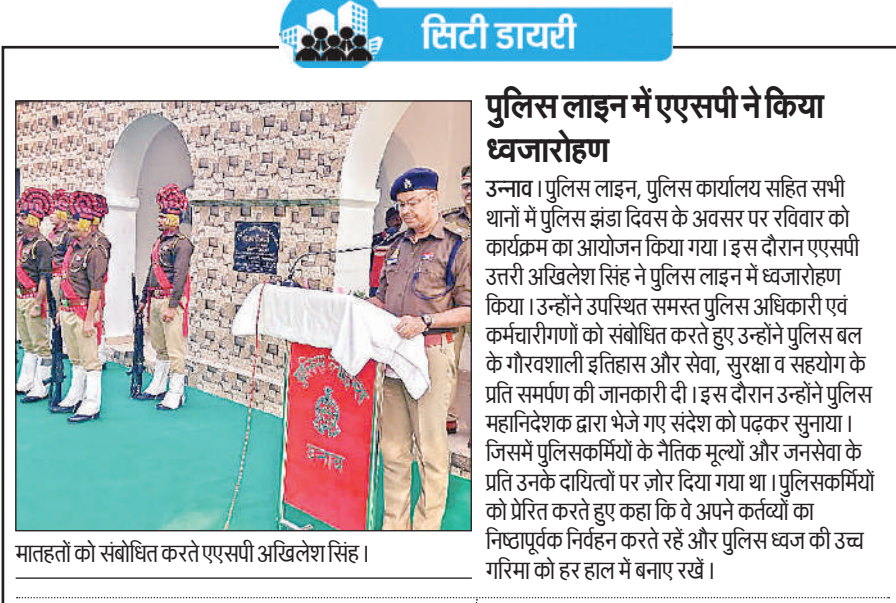 सिटी डायरी
पुलिस लाइन में एएसपी ने किया
ध्वजारोहण
उन्नाव। पुलिस लाइन, पुलिस कार्यालय सहित सभी
थानों में पुलिस झंडा दिवस के अवसर पर रविवार को
कार्यक्रम का आयोजन किया गया। इस दौरान एएसपी
उत्तरी अखिलेश सिंह ने पुलिस लाइन में ध्वजारोहण
किया। उन्होंने उपस्थित समस्त पुलिस अधिकारी एवं
कर्मचारीगणों को संबोधित करते हुए उन्होंने पुलिस बल
के गौरवशाली इतिहास और सेवा, सुरक्षा व सहयोग के
प्रति समर्पण की जानकारी दी। इस दौरान उन्होंने पुलिस
महानिदेशक द्वारा भेजे गए संदेश को पढ़कर सुनाया।
जिसमें पुलिसकर्मियों के नैतिक मूल्यों और जनसेवा के
प्रति उनके दायित्वों पर ज़ोर दिया गया था। पुलिसकर्मियों
को प्रेरित करते हुए कहा कि वे अपने कर्तव्यों का
निष्ठापूर्वक निर्वहन करते रहें और पुलिस ध्वज की उच्च
गरिमा को हर हाल में बनाए रखें।
उन्नाव
मातहतों को संबोधित करते एएसपी अखिलेश सिंह।